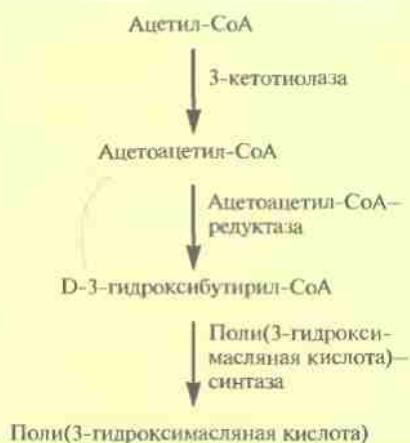 Ацетил-CoA
3-кетотиолаза
Ацетоацетил-CoA
Ацетоацетил-CoA–
редуктаза
D-3-гидроксибутирил-CoA
Поли(3-гидрокси-
масляная кислота)–
синтаза
Поли(3-гидроксимасляная кислота)